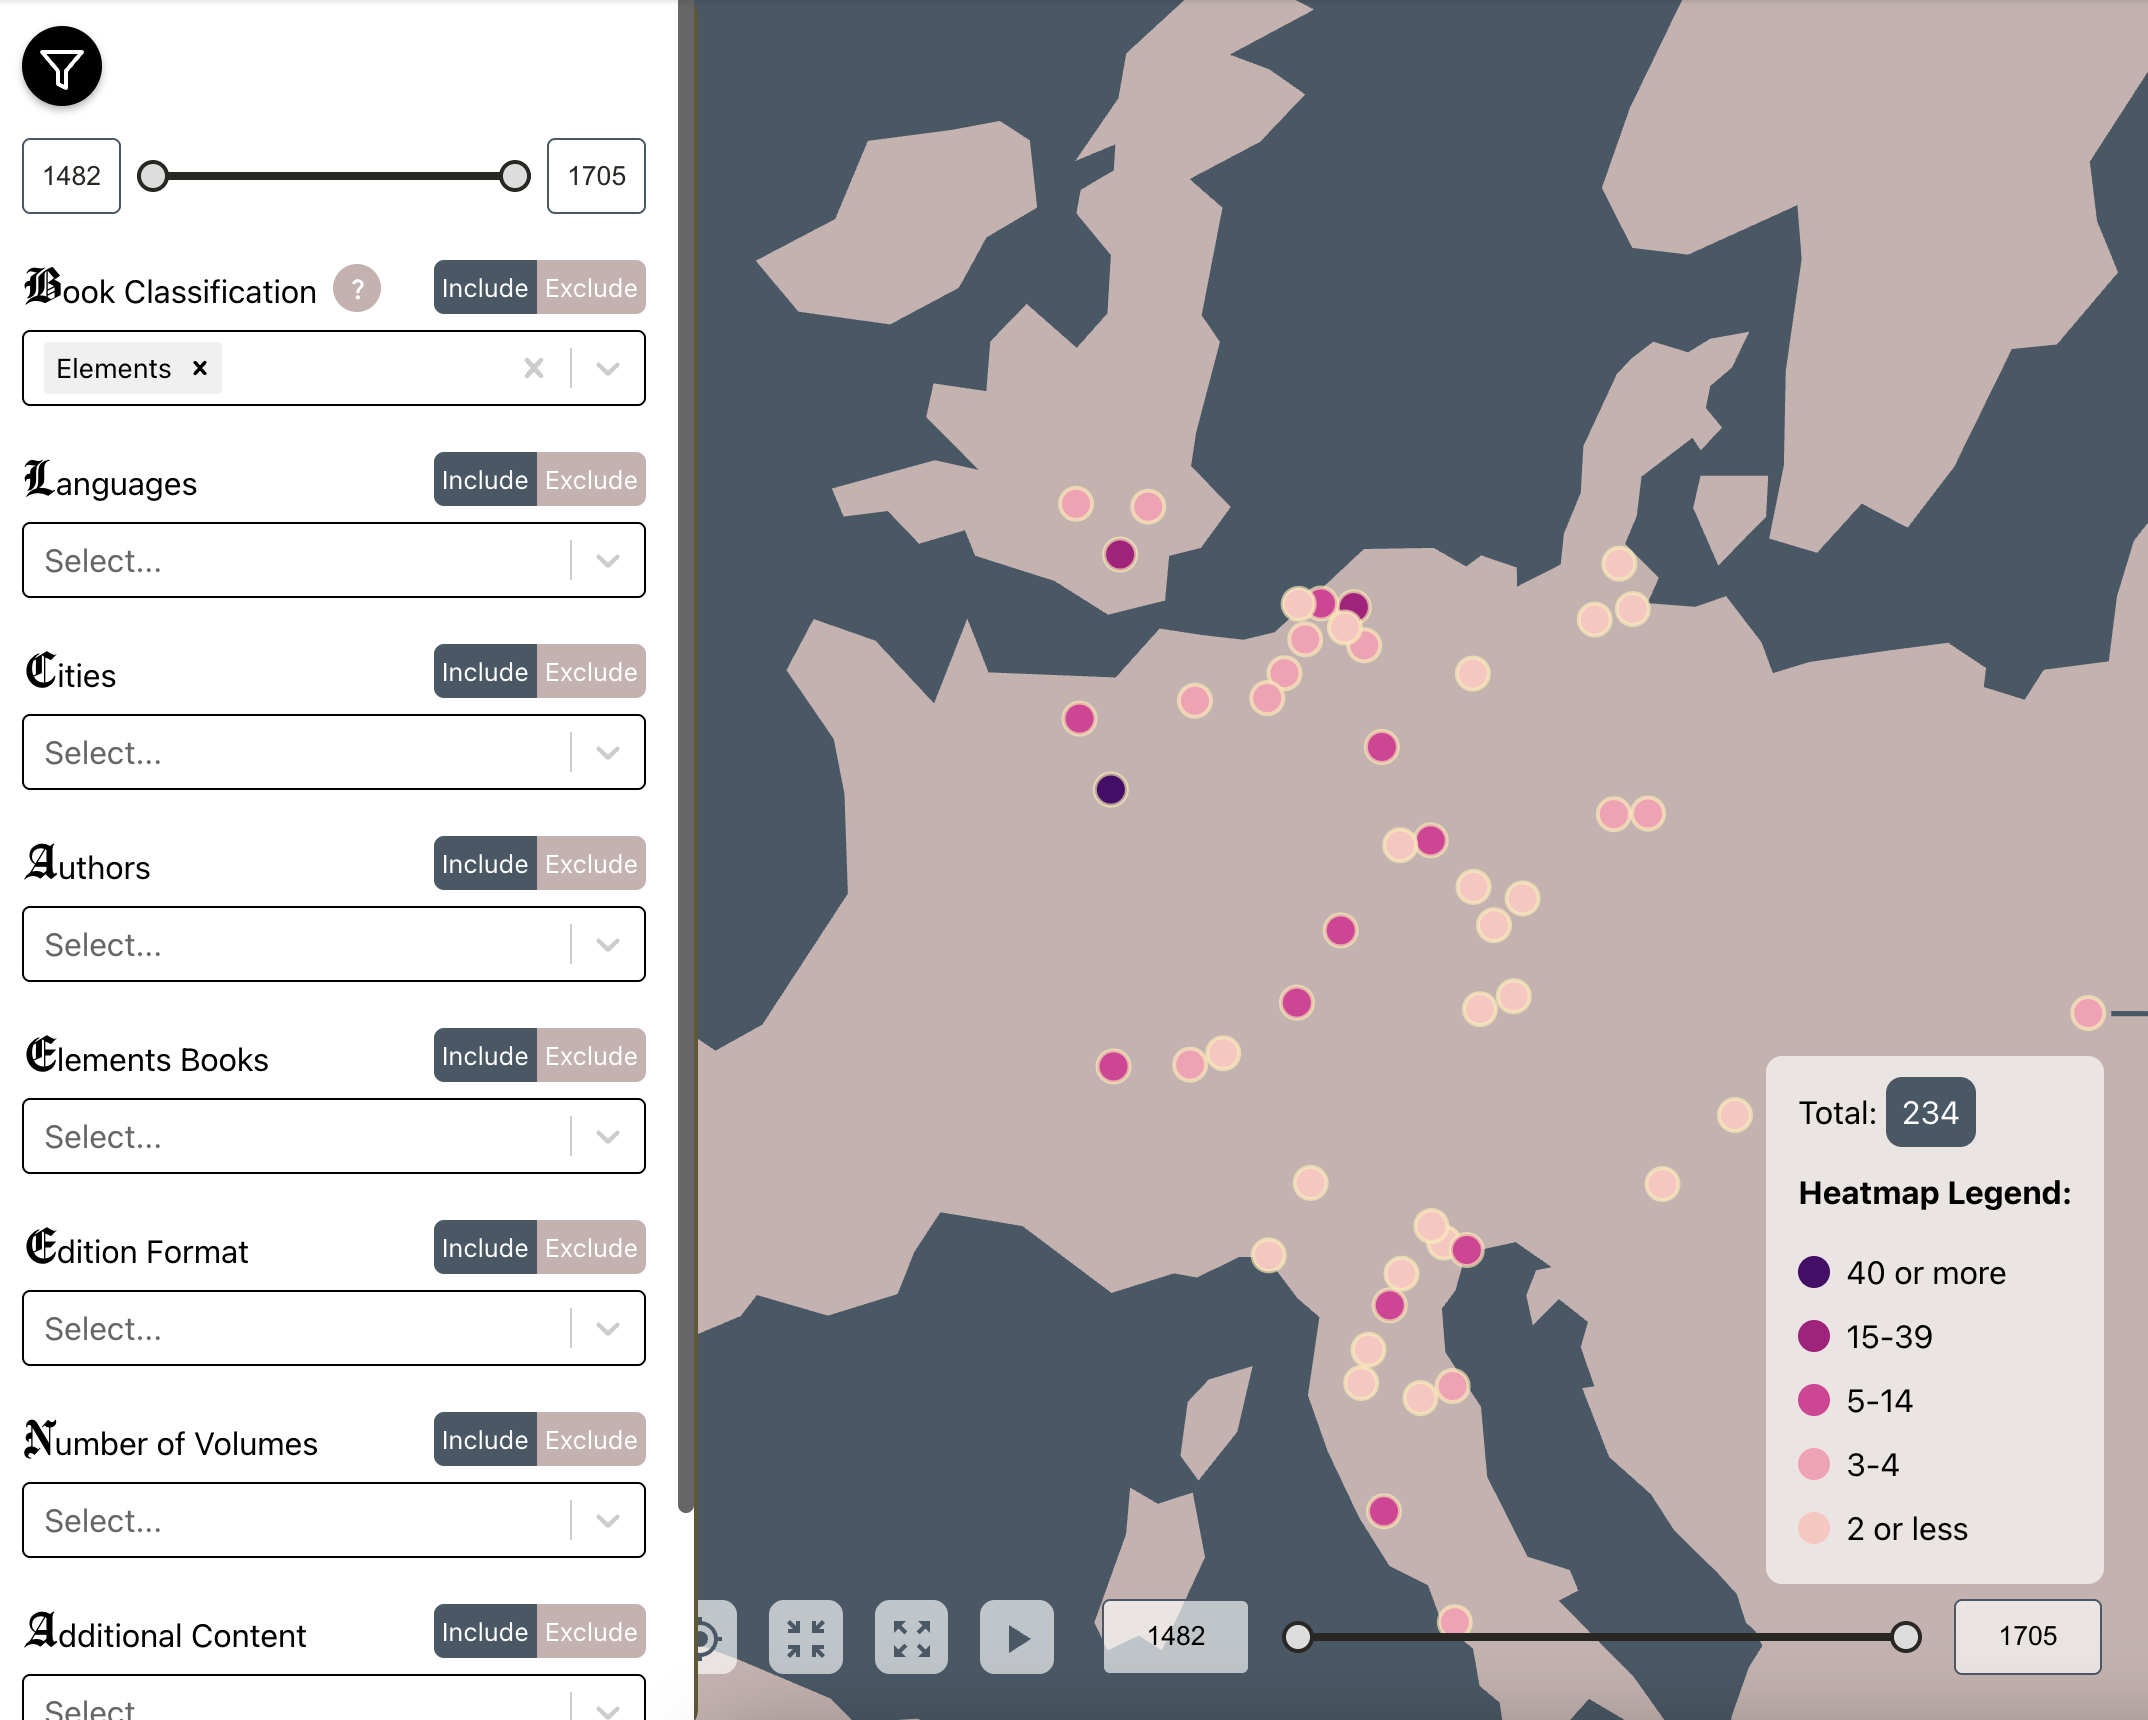 1482
1705
Book Classification
?
Include Exclude
Elements
Languages
Include Exclude
Select...
Cities
Include Exclude
Select...
Authors
Include Exclude
Select...
Elements Books
Include Exclude
Select...
Edition Format
Include Exclude
Select...
Number of Volumes
Include Exclude
Select...
Additional Content
Include Exclude
Select
Total: 234
Heatmap Legend:
40 or more
15-39
5-14
3-4
2 or less
1482
1705